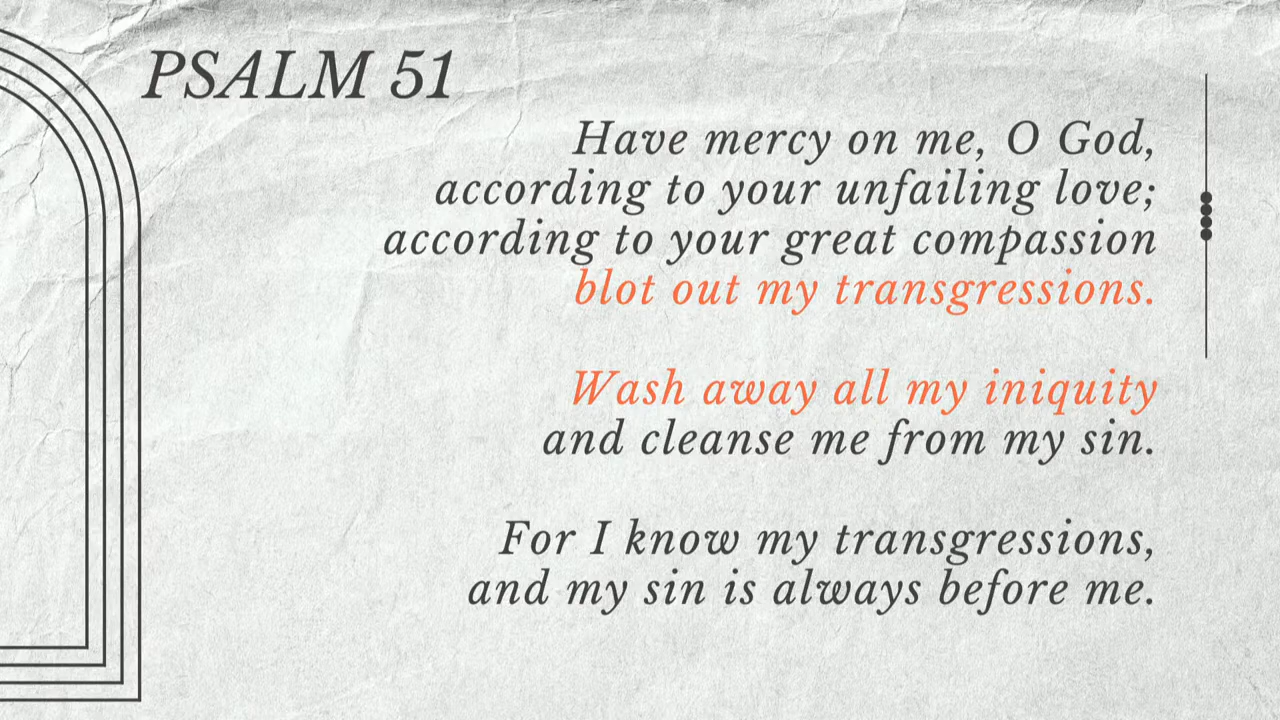 PSALM 51
Have mercy on me, O God,
according to your unfailing love;
according to your great compassion
blot out my transgressions.
Wash away all my iniquity
and cleanse me from my sin.
For I know my transgressions,
and my sin is always before me.